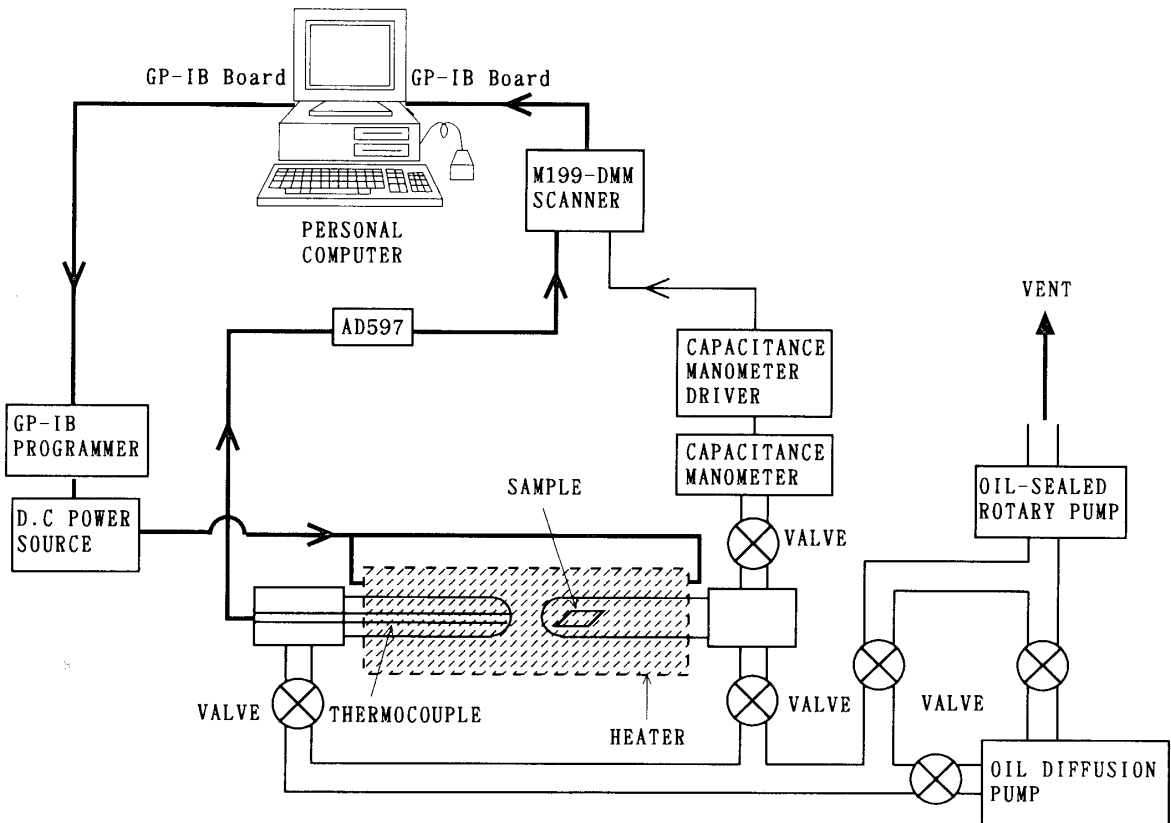 GP-IB Board
GP-IB Board
M199-DMM
SCANNER
PERSONAL
COMPUTER
VENT
AD597
CAPACITANCE
MANOMETER
DRIVER
GP-IB
PROGRAMMER
CAPACITANCE
MANOMETER
SAMPLE
OIL-SEALED
ROTARY PUMP
D.C POWER
SOURCE
VALVE
VALVE
THERMOCOUPLE
VALVE
VALVE
HEATER
OIL DIFFUSION
PUMP